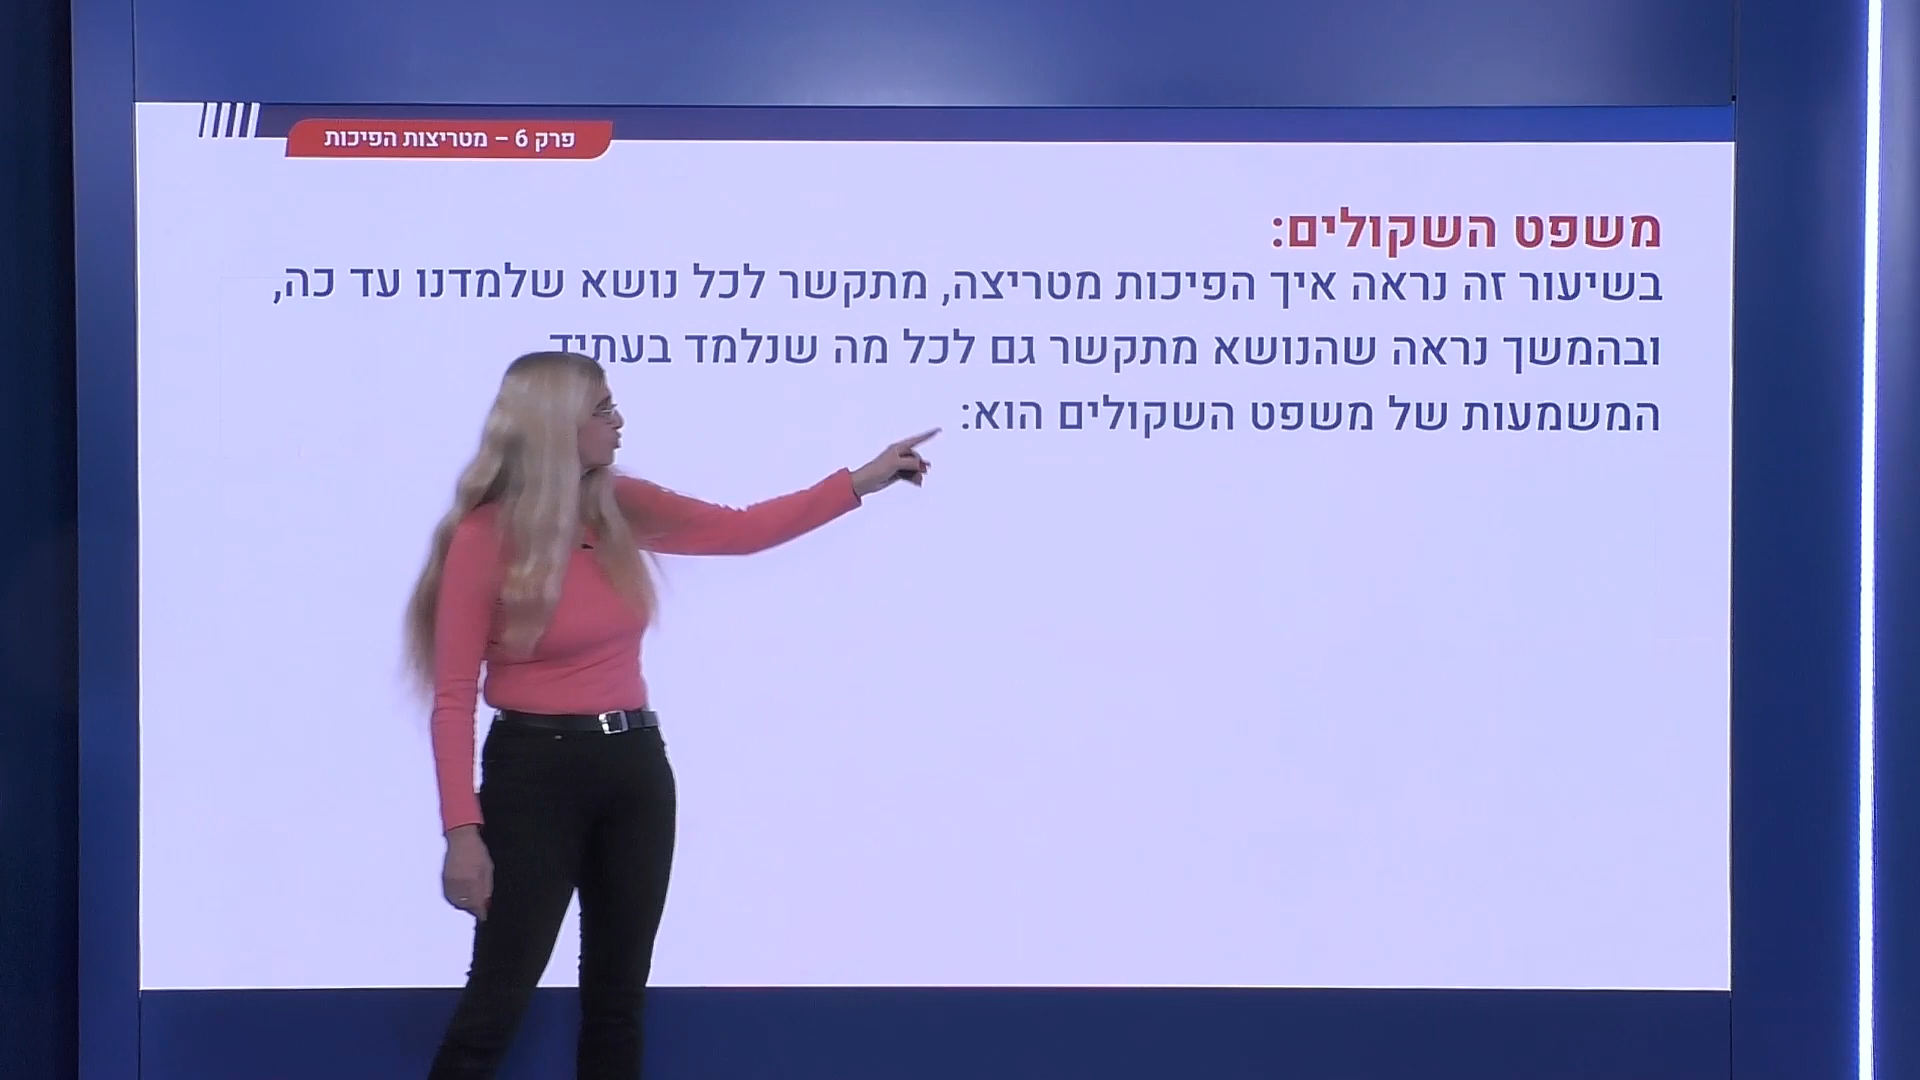 פרק 6 – מטריצות הפיכות
משפט השקולים:
בשיעור זה נראה איך הפיכות מטריצה, מתקשר לכל נושא שלמדנו עד כה,
ובהמשך נראה שהנושא מתקשר גם לכל מה שנלמד בעתיד
המשמעות של משפט השקולים הוא: